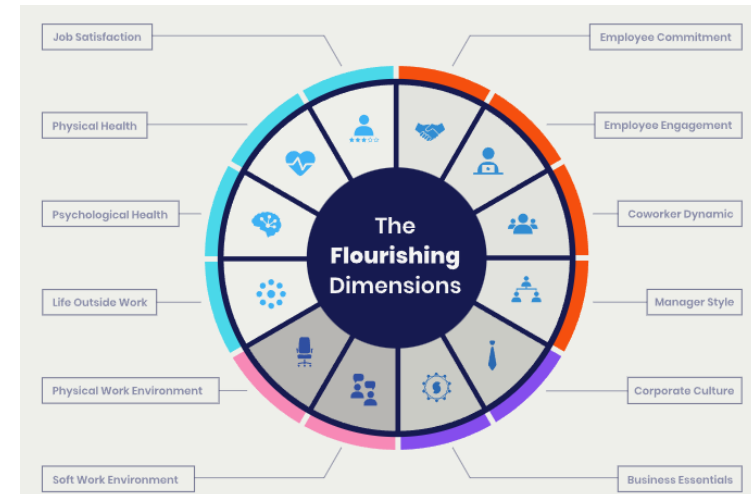 Job Satisfaction
Employee Commitment
Physical Health
Employee Engagement
Psychological Health
Coworker Dynamic
The
Flourishing
Dimensions
Life Outside Work
Manager Style
Physical Work Environment
Corporate Culture
Soft Work Environment
Business Essentials